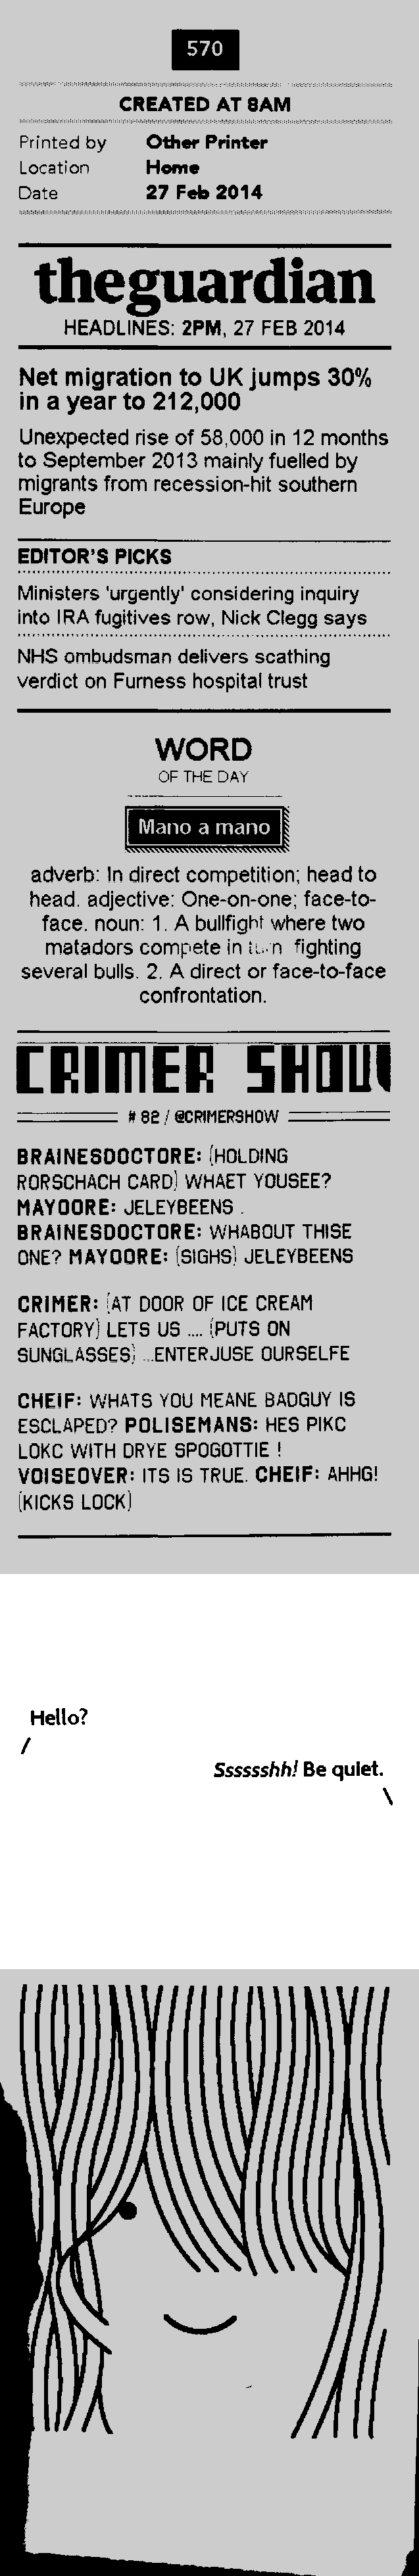 570
CREATED AT 8AM
Printed by Other Printer
Location Home
Date 27 Feb 2014
theguardian
HEADLINES: 2PM, 27 FEB 2014
Net migration to UK jumps 30%
in a year to 212,000
Unexpected rise of 58,000 in 12 months
to September 2013 mainly fuelled by
migrants from recession-hit southern
Europe
EDITOR'S PICKS
Ministers 'urgently' considering inquiry
into IRA fugitives row, Nick Clegg says
NHS ombudsman delivers scathing
verdict on Furness hospital trust
WORD
OF THE DAY
Mano a mano
adverb: In direct competition; head to
head. adjective: One-on-one; face-to-
face. noun: 1. A bullfight where two
matadors compete in turn fighting
several bulls. 2. A direct or face-to-face
confrontation.
CRIMER SHOW
# 82 / @CRIMERSHOW
BRAINESDOCTORE: (HOLDING
RORSCHACH CARD) WHAET YOUSEE?
MAYOORE: JELEYBEENS .
BRAINESDOCTORE: WHABOUT THISE
ONE? MAYOORE: (SIGHS) JELEYBEENS
CRIMER: (AT DOOR OF ICE CREAM
FACTORY) LETS US .... (PUTS ON
SUNGLASSES) ...ENTERJUSE OURSELFE
CHEIF: WHATS YOU MEANE BADGUY IS
ESCLAPED? POLISEMANS: HES PIKC
LOKC WITH DRYE SPOGOTTIE !
VOISEOVER: ITS IS TRUE. CHEIF: AHHG!
(KICKS LOCK)
Hello?
Sssssshh! Be quiet.